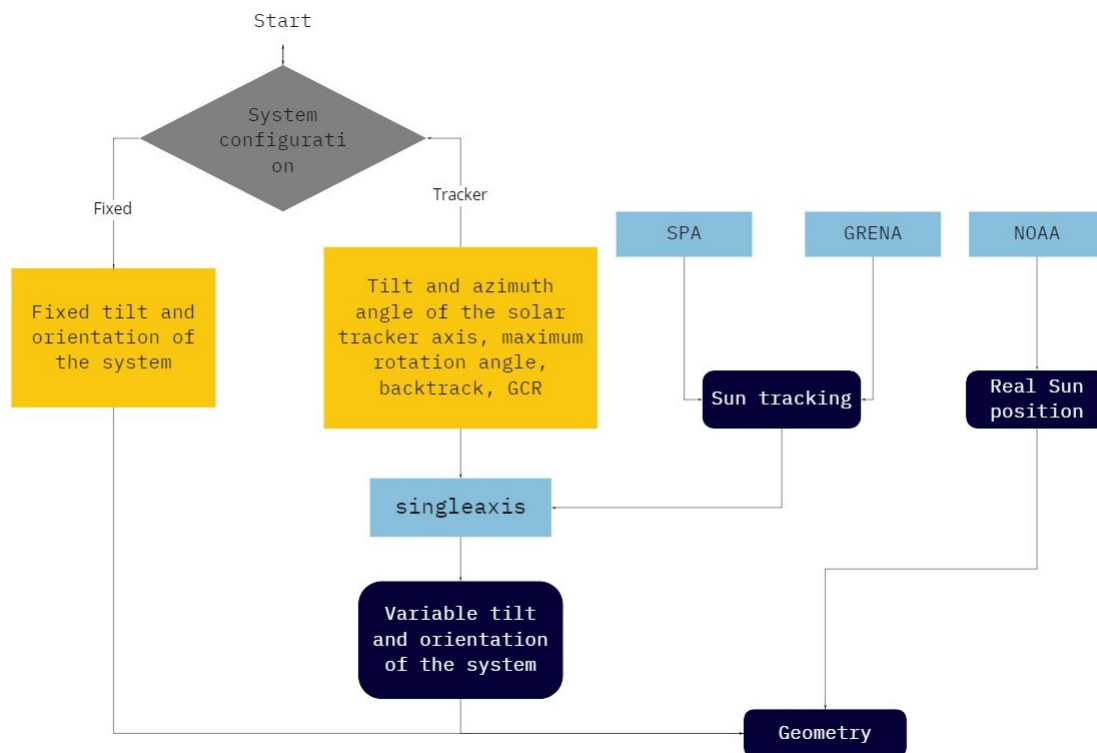 Start
System
configurati
on
Fixed
Tracker
SPA
GRENA
NOAA
Fixed tilt and
orientation of
the system
Tilt and azimuth
angle of the solar
tracker axis, maximum
rotation angle,
backtrack, GCR
Sun tracking
Real Sun
position
singleaxis
Variable tilt
and orientation
of the system
Geometry